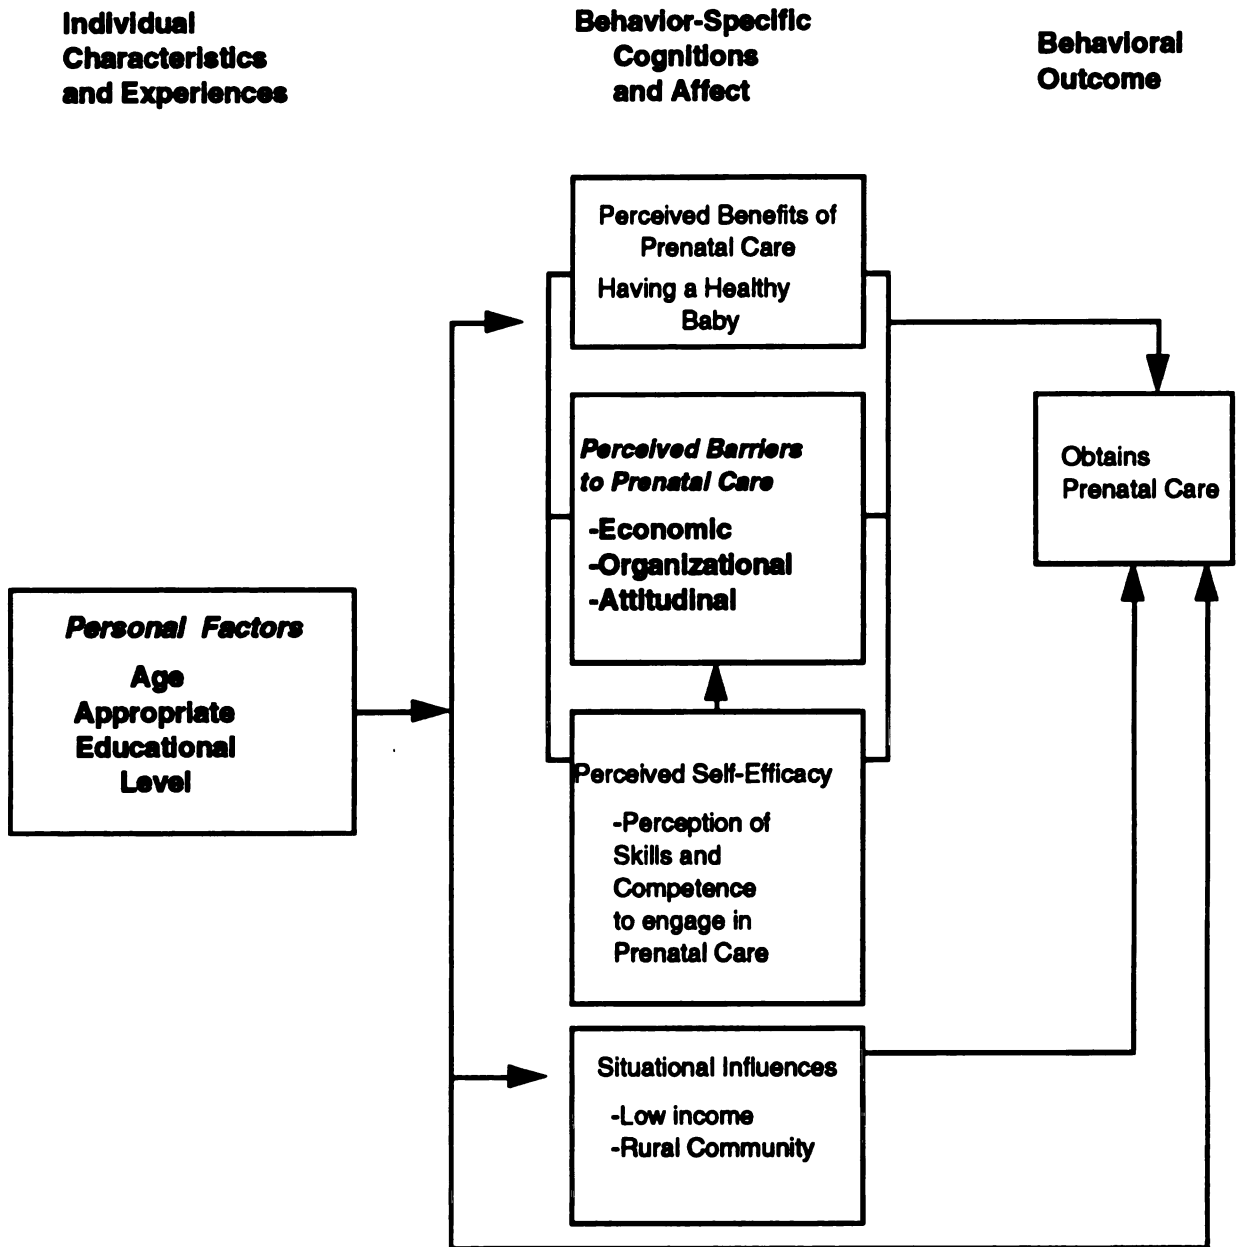 Individual
Characteristics
and Experiences
Behavior-Specific
Cognitions
and Affect
Behavioral
Outcome
Perceived Benefits of
Prenatal Care
Having a Healthy
Baby
Perceived Barriers
to Prenatal Care
-Economic
-Organizational
-Attitudinal
Obtains
Prenatal Care
Personal Factors
Age
Appropriate
Educational
Level
Perceived Self-Efficacy
-Perception of
Skills and
Competence
to engage in
Prenatal Care
Situational Influences
-Low income
-Rural Community